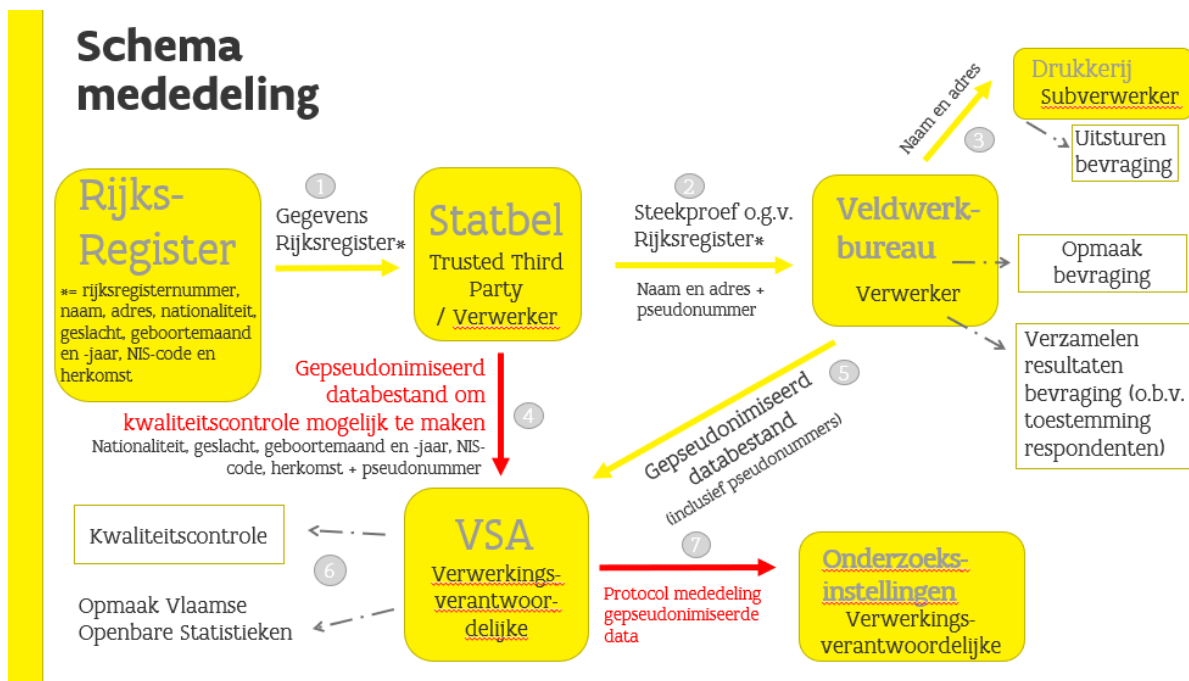 Schema
mededeling
Rijks-
Register
*= rijksregisternummer,
naam, adres, nationaliteit,
geslacht, geboortemaand
en -jaar, NIS-code en
herkomst
1
Gegevens
Rijksregister*
Statbel
Trusted Third
Party
/ Verwerker
2
Steekproef o.g.v.
Rijksregister*
Naam en adres +
pseudonummer
Veldwerk-
bureau
Verwerker
Naam en adres
3
Drukkerij
Subverwerker
Uitsturen
bevraging
Opmaak
bevraging
Verzamelen
resultaten
bevraging (o.b.v.
toestemming
respondenten)
Gepseudonimiseerd
databestand om
kwaliteitscontrole mogelijk te maken
Nationaliteit, geslacht, geboortemaand en -jaar, NIS-
code, herkomst + pseudonummer
4
5
Gepseudonimiseerd
databestand
(inclusief pseudonummers)
VSA
Verwerkings-
verantwoor-
delijke
Kwaliteitscontrole
6
Opmaak Vlaamse
Openbare Statistieken
7
Protocol mededeling
gepseudonimiseerde
data
Onderzoeks-
instellingen
Verwerkings-
verantwoordelijke